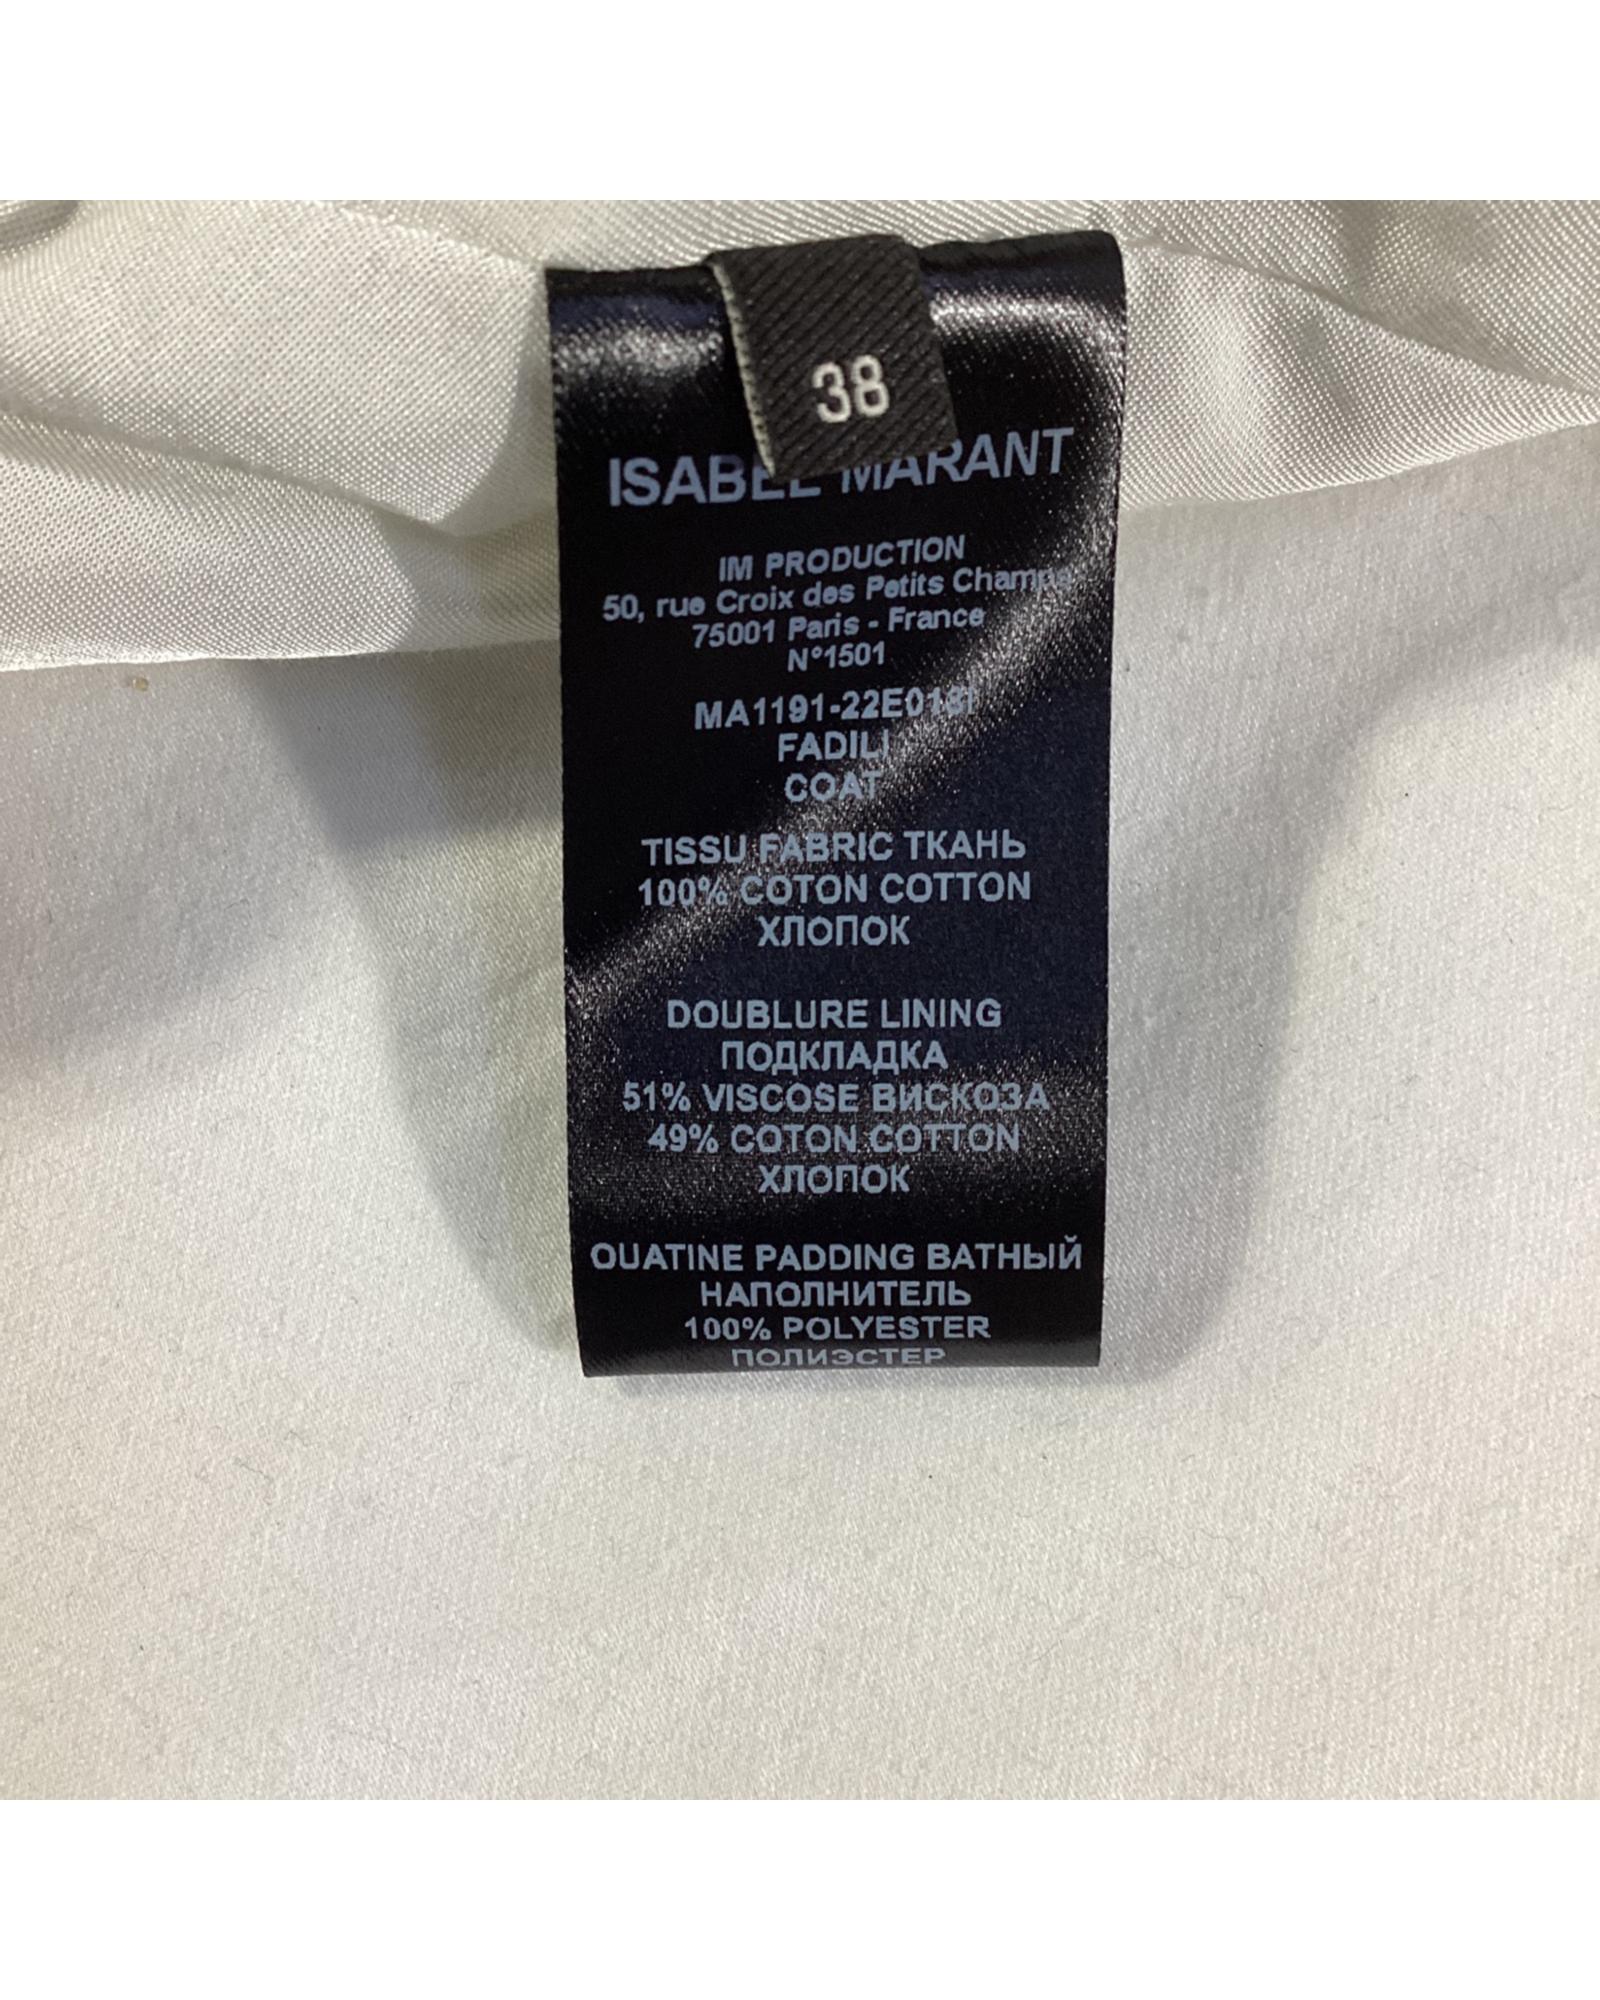 38
ISABEL MARANT
IM PRODUCTION
50, rue Croix des Petits Champs
75001 Paris - France
N°1501
MA1191-22E018I
FADILI
COAT
TISSU FABRIC ТКАНЬ
100% COTON COTTON
ХЛОПОК
DOUBLURE LINING
ПОДКЛАДКА
51% VISCOSE ВИСКОЗА
49% COTON COTTON
ХЛОПОК
OUATINE PADDING ВАТНЫЙ
НАПОЛНИТЕЛЬ
100% POLYESTER
ПОЛИЭСТЕР